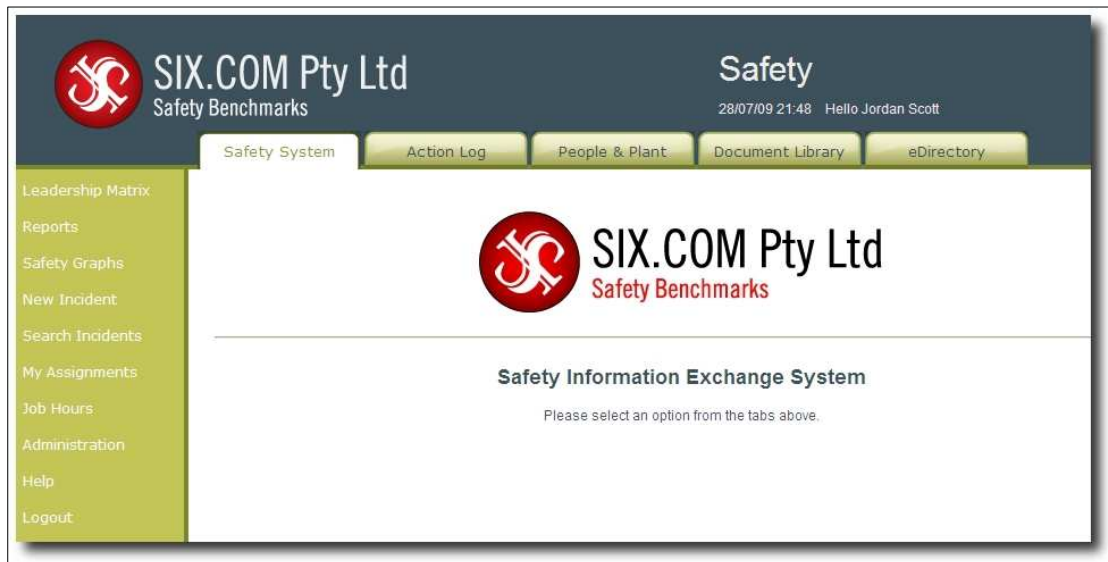 SIX.COM Pty Ltd
Safety Benchmarks
Safety
28/07/09 21:48 Hello Jordan Scott
Safety System
Action Log
People & Plant
Document Library
eDirectory
Leadership Matrix
Reports
Safety Graphs
New Incident
Search Incidents
My Assignments
Job Hours
Administration
Help
Logout
SIX.COM Pty Ltd
Safety Benchmarks
Safety Information Exchange System
Please select an option from the tabs above.